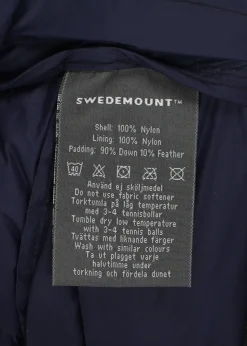 SWEDEMOUNT™
Shell: 100% Nylon
Lining: 100% Nylon
Padding: 90% Down 10% Feather
40
Använd ej sköljmedel
Do not use fabric softener
Torktumla på låg temperatur
med 3-4 tennisbollar
Tumble dry low temperature
with 3-4 tennis balls
Tvättas med liknande färger
Wash with similar colours
Ta ut plagget varje
halvtimme under
torkning och fördela dunet